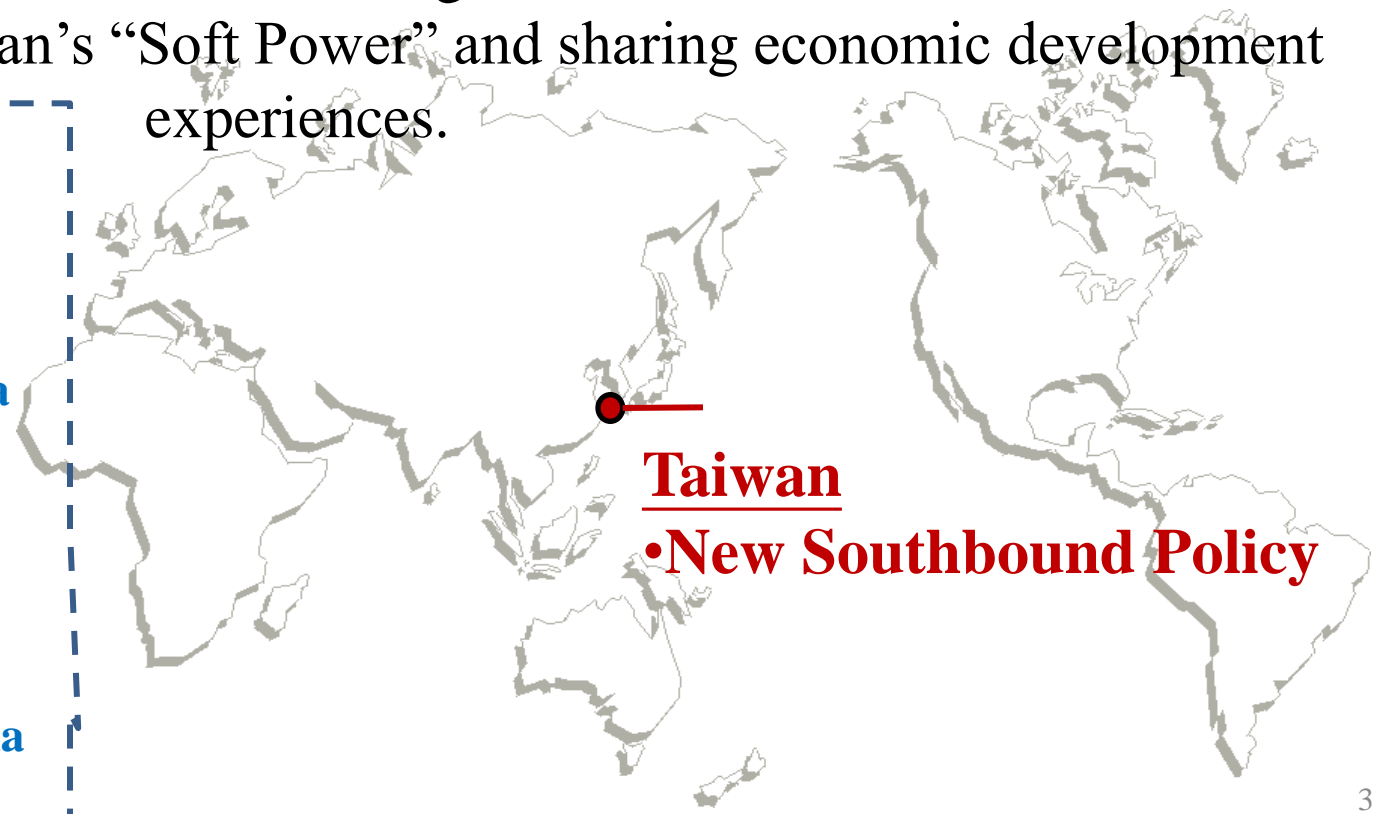 an's “Soft Power” and sharing economic development
experiences.
a
Taiwan
•New Southbound Policy
a
3